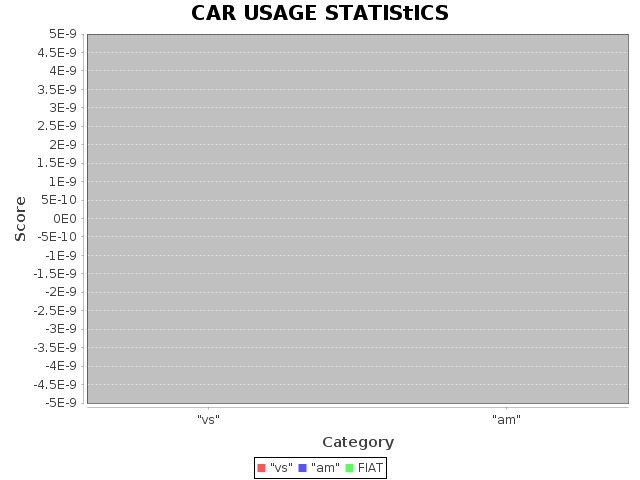 CAR USAGE STATIStICS
5E-9
4.5E-9
4E-9
3.5E-9
3E-9
2.5E-9
2E-9
1.5E-9
1E-9
5E-10
0E0
-5E-10
-1E-9
-1.5E-9
-2E-9
-2.5E-9
-3E-9
-3.5E-9
-4E-9
-4.5E-9
-5E-9
Score
"vs" "am"
Category
"vs" "am" FIAT